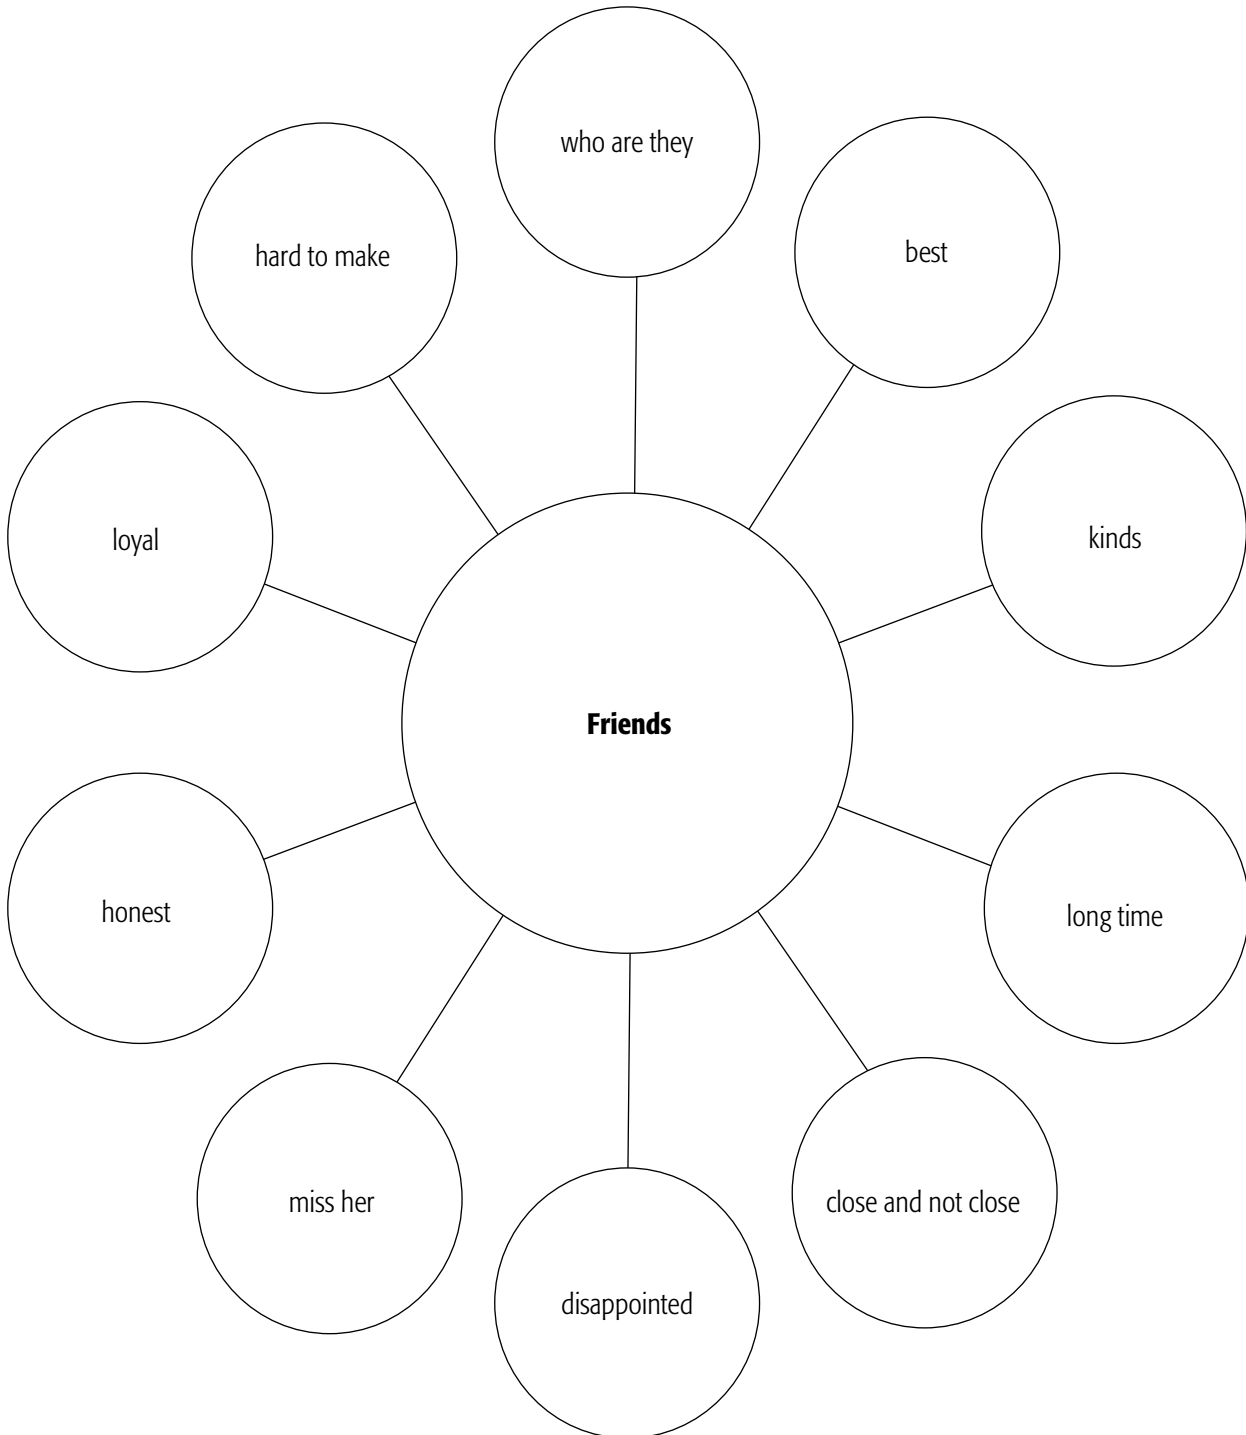 who are they
best
hard to make
kinds
loyal
Friends
honest
long time
miss her
close and not close
disappointed